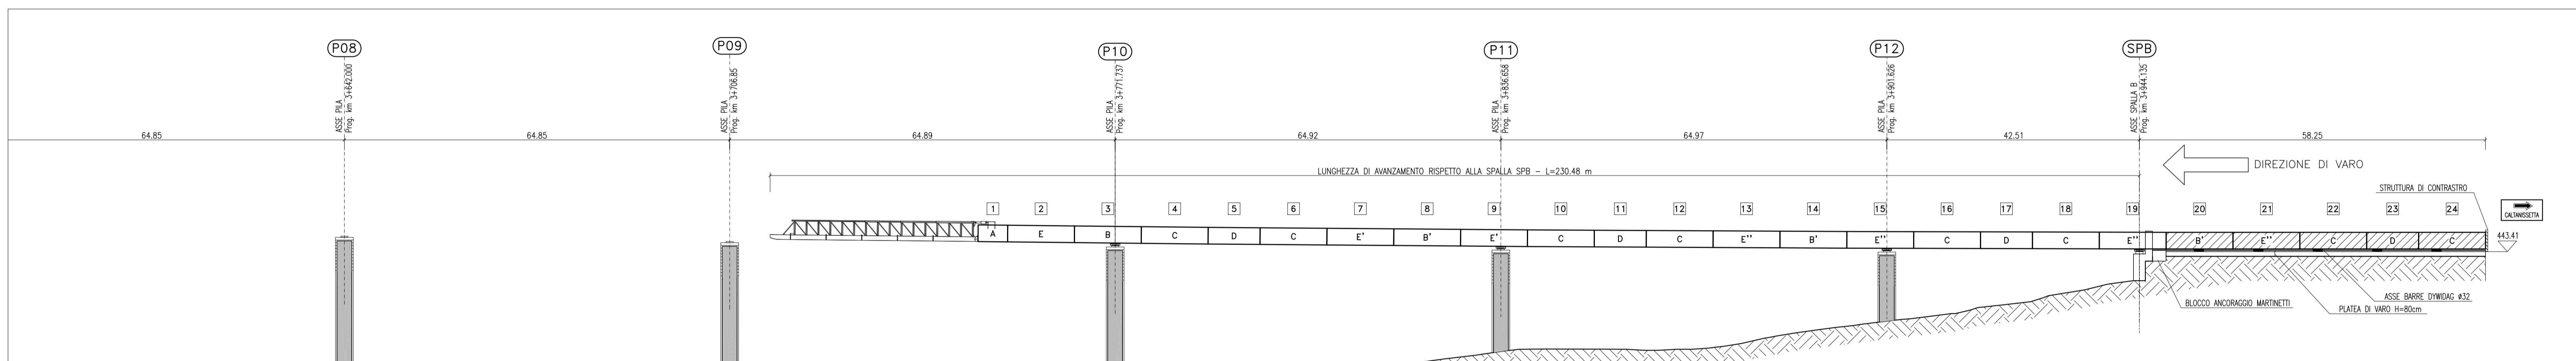 P08
P09
P10
P11
P12
SPB
ASSE PILA
Prog. km 3+642.000
ASSE PILA
Prog. km 3+706.85
ASSE PILA
Prog. km 3+771.737
ASSE PILA
Prog. km 3+836.658
ASSE PILA
Prog. km 3+901.626
ASSE SPALLA B
Prog. km 3+944.135
64.85
64.85
64.89
64.92
64.97
42.51
58.25
LUNGHEZZA DI AVANZAMENTO RISPETTO ALLA SPALLA SPB – L=230.48 m
DIREZIONE DI VARO
STRUTTURA DI CONTRASTRO
1 2 3 4 5 6 7 8 9 10 11 12 13 14 15 16 17 18 19 20 21 22 23 24
CALTANISSETTA
A E B C D C E' B' E' C D C E'' B' E'' C D C E'' B' E'' C D C
443.41
ASSE BARRE DYWIDAG ø32
BLOCCO ANCORAGGIO MARTINETTI
PLATEA DI VARO H=80cm